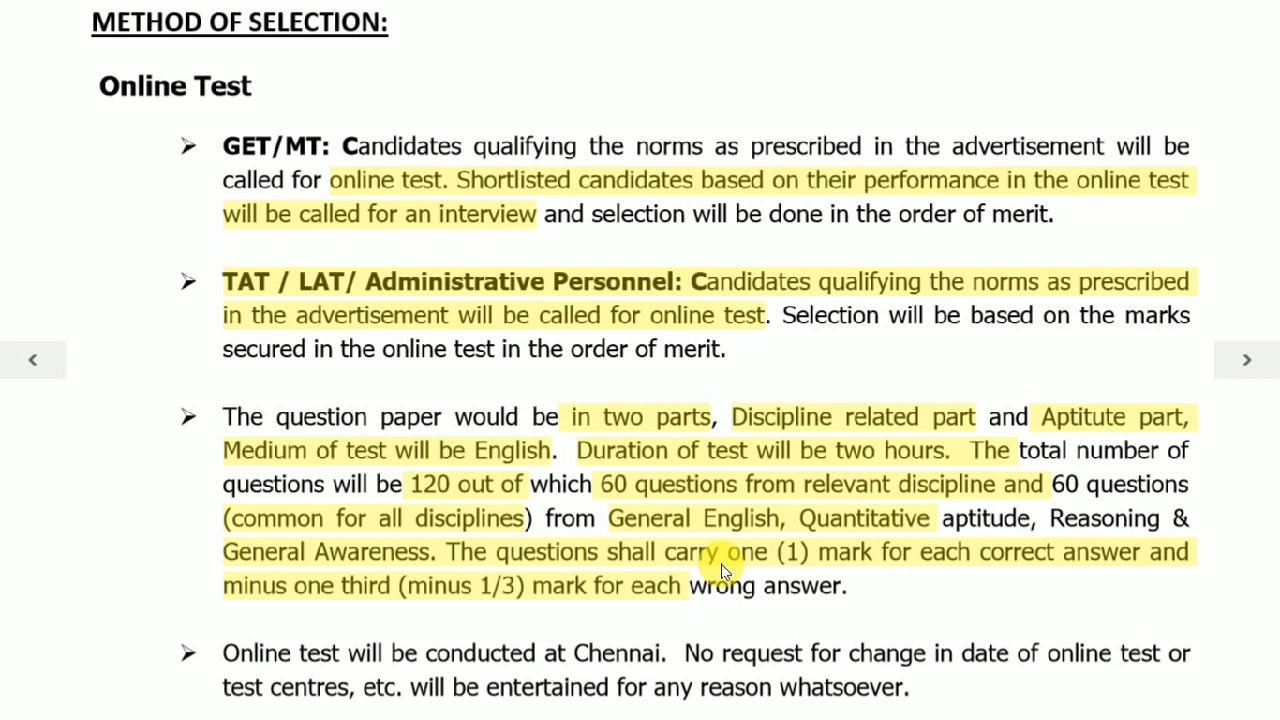 METHOD OF SELECTION:
Online Test
➢ GET/MT: Candidates qualifying the norms as prescribed in the advertisement will be
called for online test. Shortlisted candidates based on their performance in the online test
will be called for an interview and selection will be done in the order of merit.
➢ TAT / LAT/ Administrative Personnel: Candidates qualifying the norms as prescribed
in the advertisement will be called for online test. Selection will be based on the marks
secured in the online test in the order of merit.
➢ The question paper would be in two parts, Discipline related part and Aptitute part,
Medium of test will be English. Duration of test will be two hours. The total number of
questions will be 120 out of which 60 questions from relevant discipline and 60 questions
(common for all disciplines) from General English, Quantitative aptitude, Reasoning &
General Awareness. The questions shall carry one (1) mark for each correct answer and
minus one third (minus 1/3) mark for each wrong answer.
➢ Online test will be conducted at Chennai. No request for change in date of online test or
test centres, etc. will be entertained for any reason whatsoever.